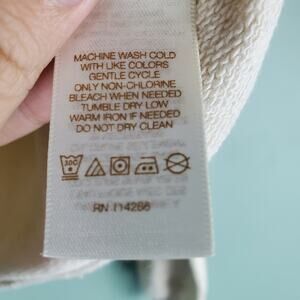 MACHINE WASH COLD
WITH LIKE COLORS
GENTLE CYCLE
ONLY NON-CHLORINE
BLEACH WHEN NEEDED
TUMBLE DRY LOW
WARM IRON IF NEEDED
DO NOT DRY CLEAN
30C
RN 114286